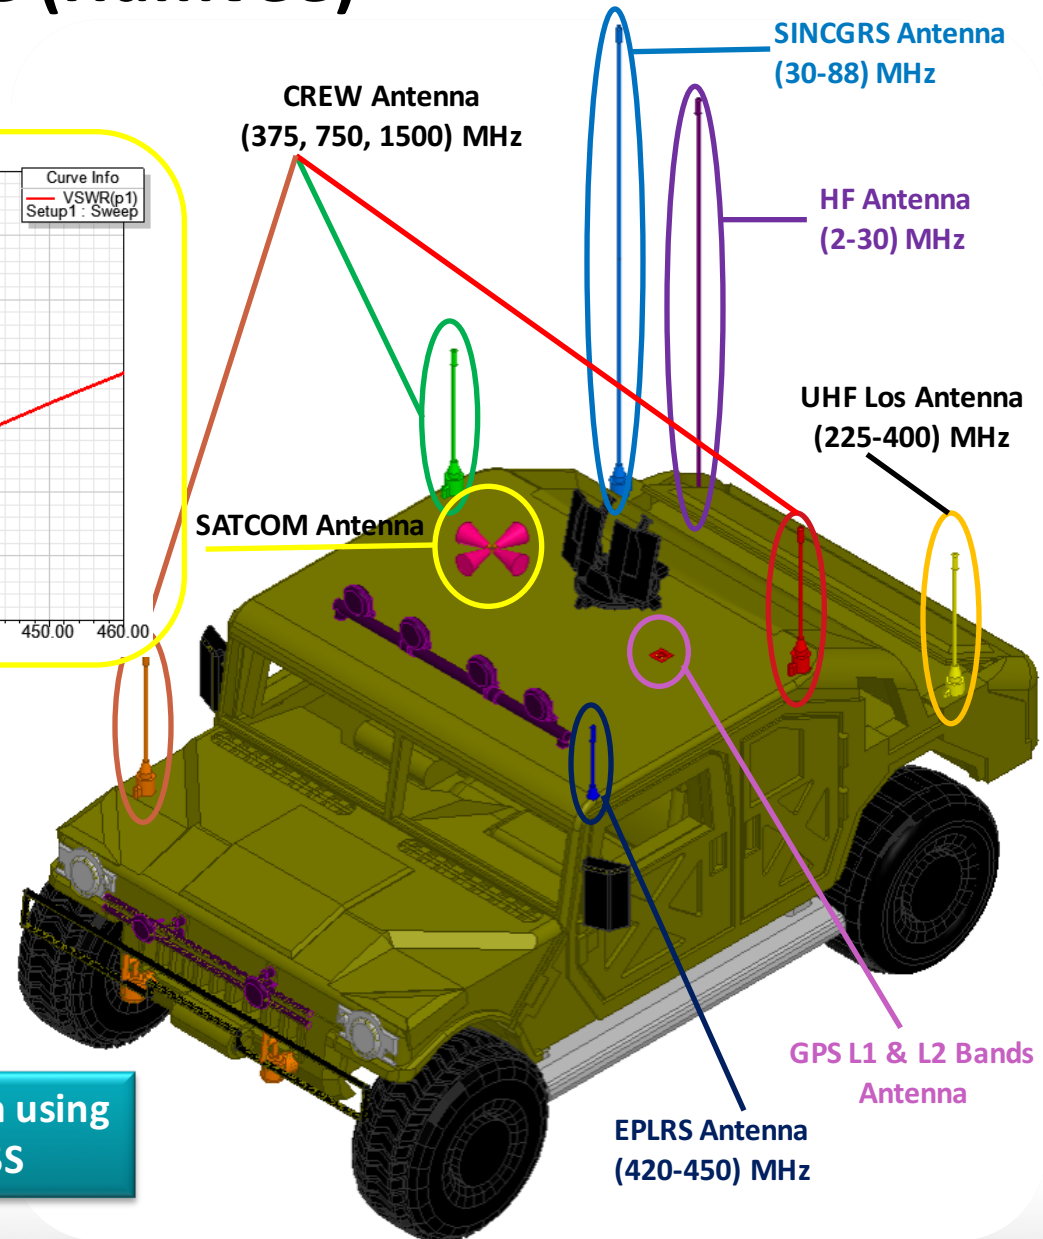 SINCGRS Antenna
(30-88) MHz
CREW Antenna
(375, 750, 1500) MHz
Curve Info
VSWR(p1)
Setup1 : Sweep
HF Antenna
(2-30) MHz
UHF Los Antenna
(225-400) MHz
SATCOM Antenna
450.00 460.00
GPS L1 & L2 Bands
Antenna
using
EPLRS Antenna
(420-450) MHz